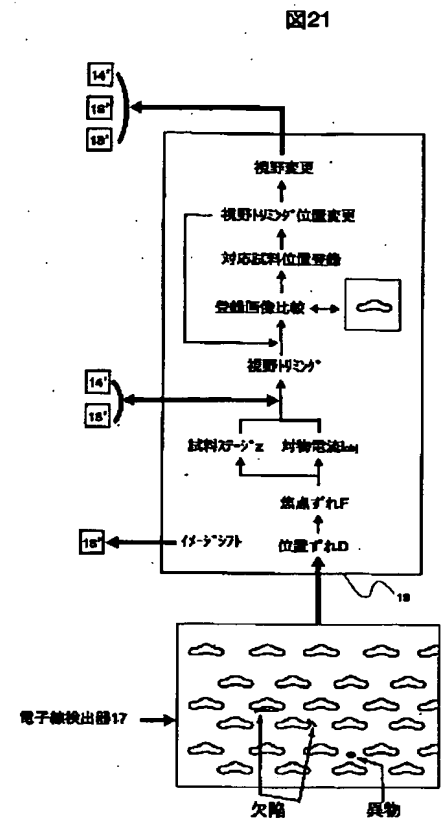 図21
14'
16'
18'
視野変更
視野トリミング位置変更
対応試料位置登録
登録画像比較
視野トリミング
14'
18'
試料ステージz 対物電流Iobj
焦点ずれF
18'
イメージシフト
位置ずれD
19
電子線検出器17
欠陥
異物